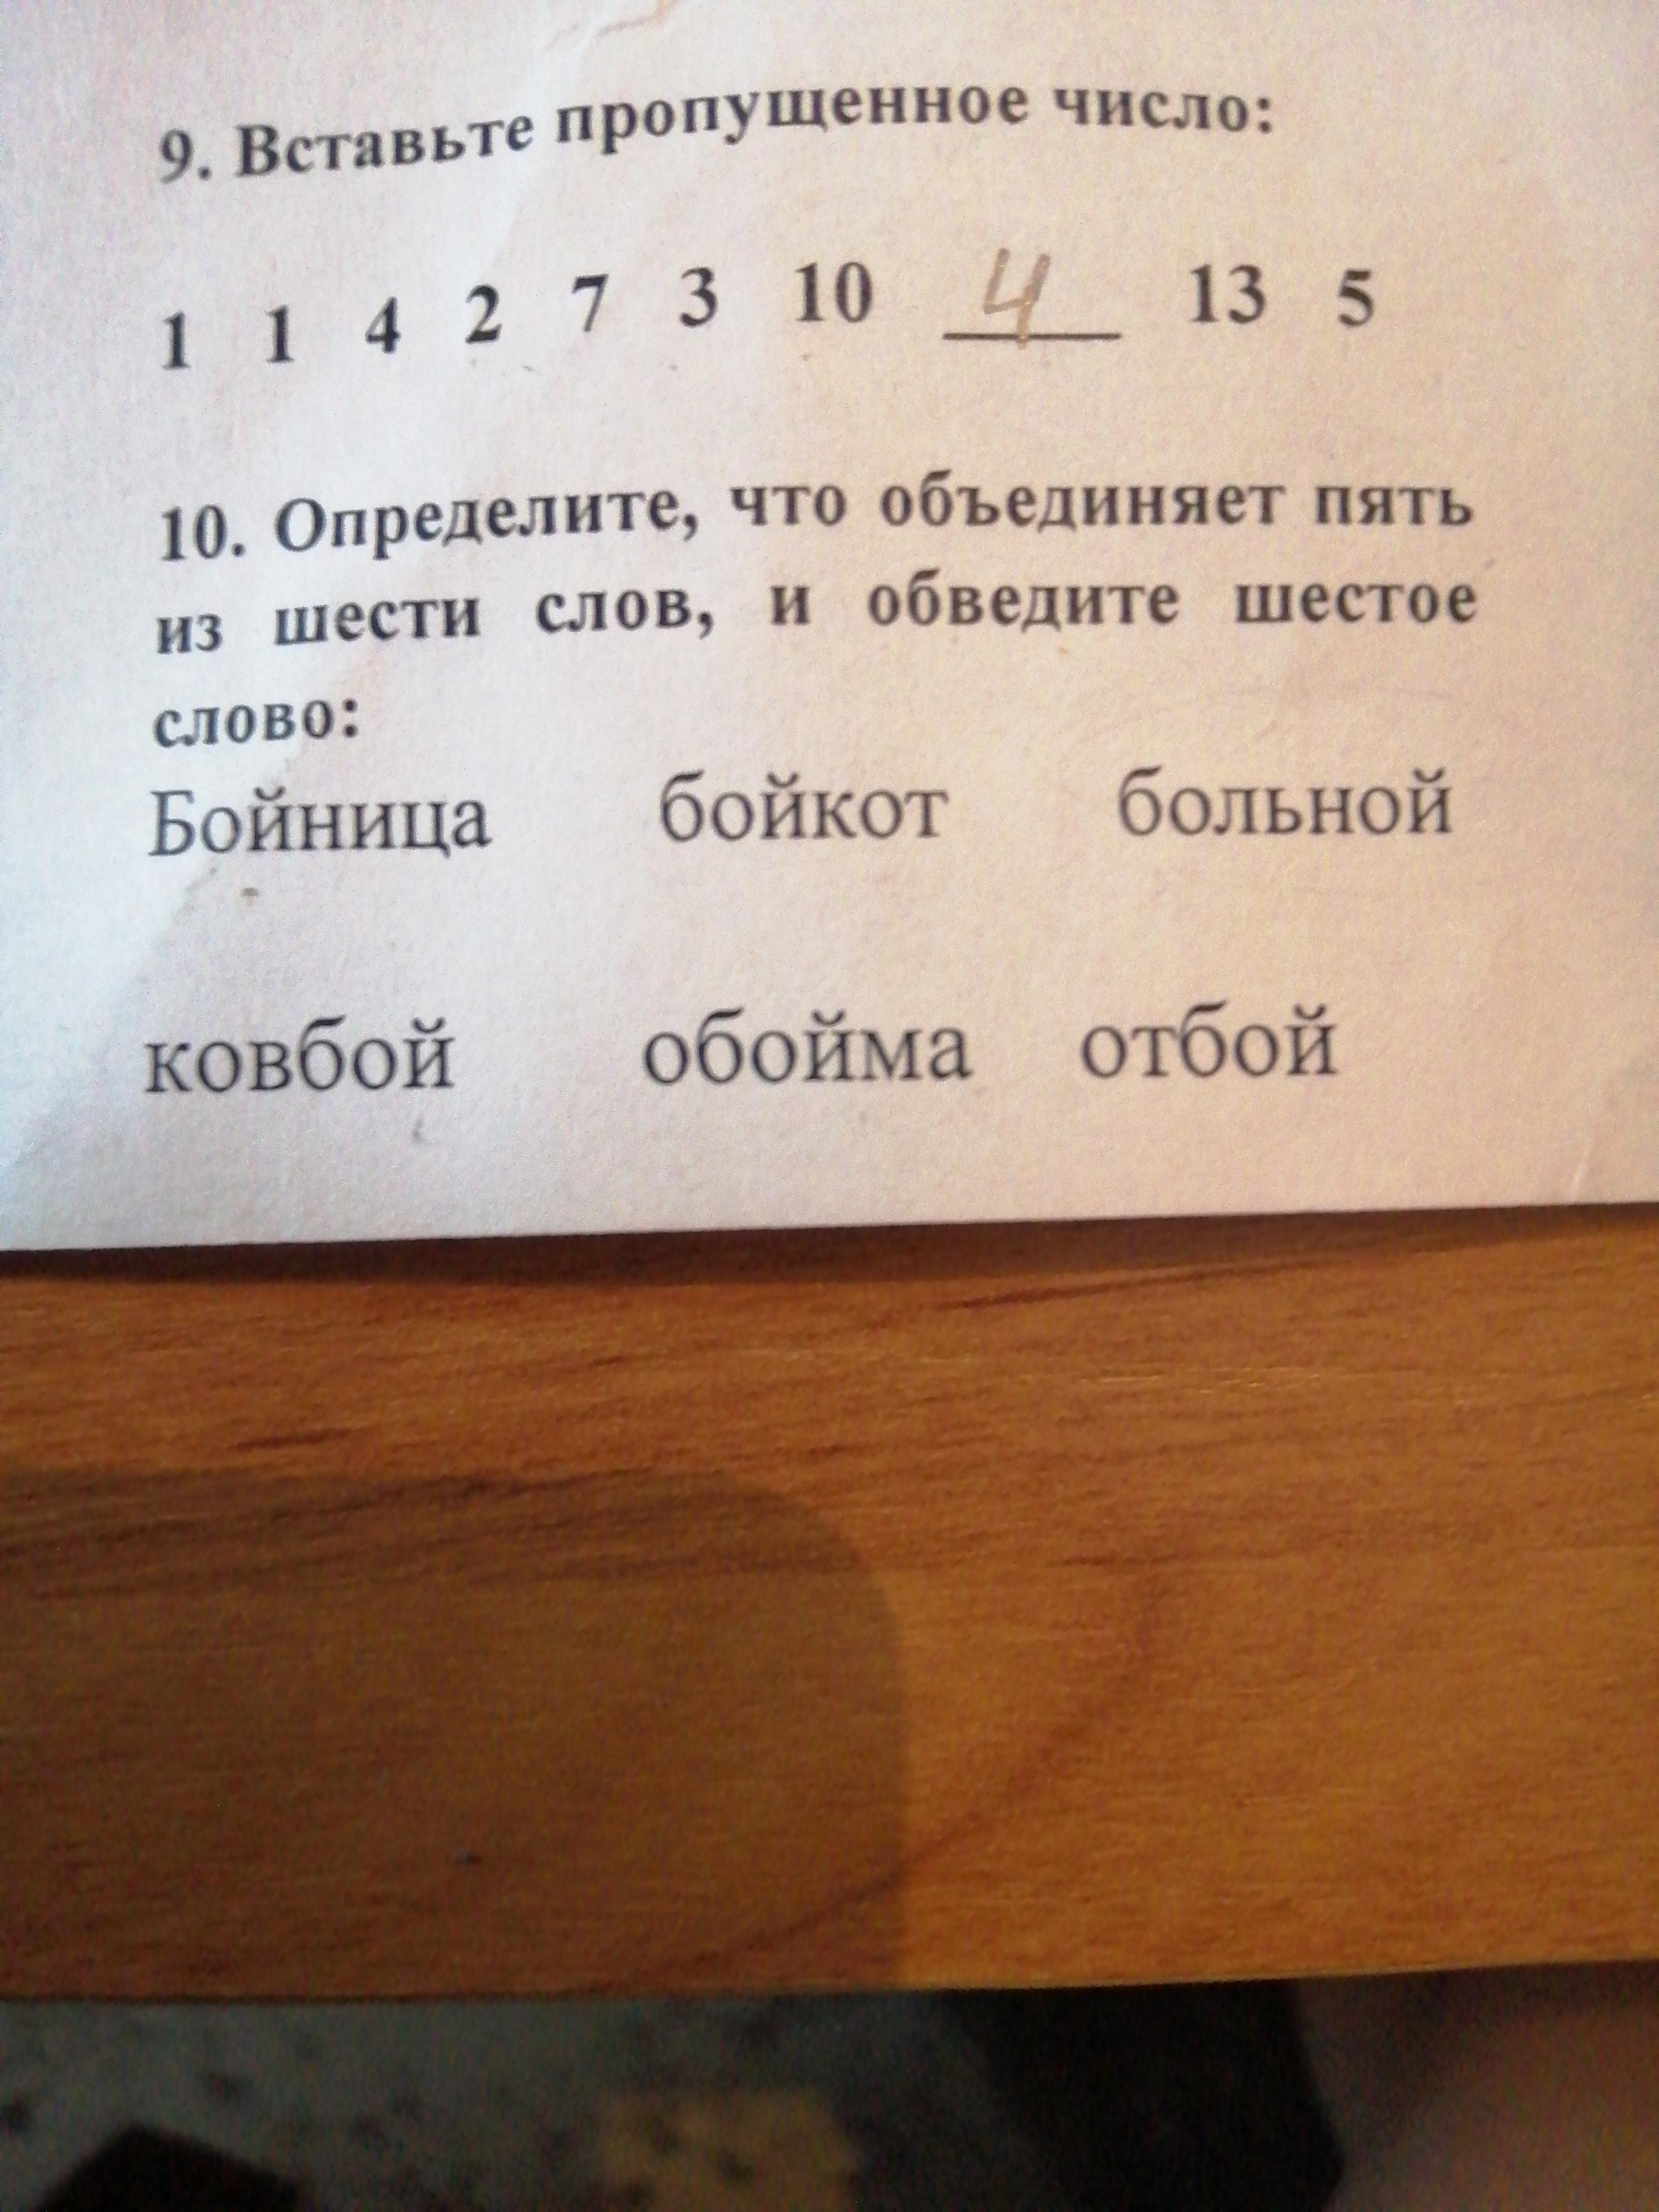 9. Вставьте пропущенное число:
1 1 4 2 7 3 10 4 13 5
10. Определите, что объединяет пять
из шести слов, и обведите шестое
слово:
Бойница бойкот больной
ковбой обойма отбой